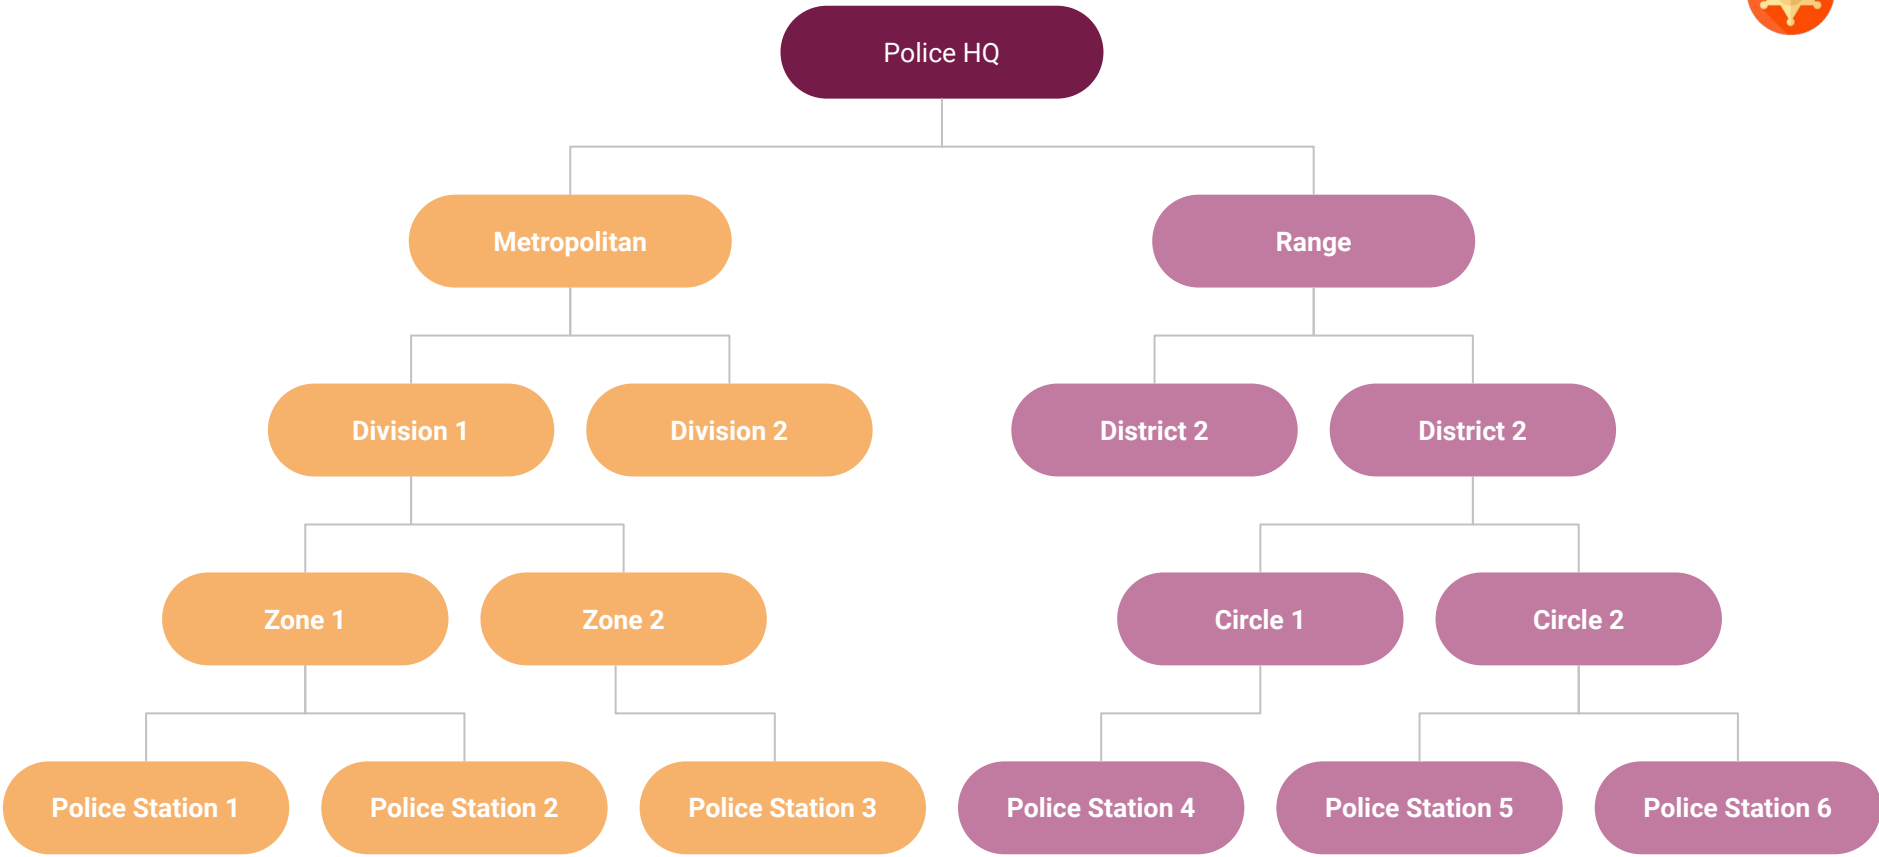 Police HQ
Metropolitan
Range
Division 1
Division 2
District 2
District 2
Zone 1
Zone 2
Circle 1
Circle 2
Police Station 1
Police Station 2
Police Station 3
Police Station 4
Police Station 5
Police Station 6